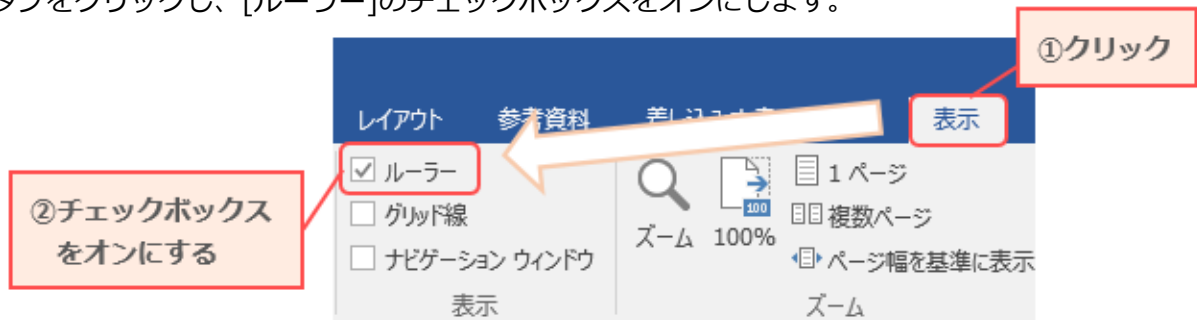 タブをクリックし、[ルーラー]のチェックボックスをオンにします。
①クリック
レイアウト 参考資料 表示
ルーラー
グリッド線
ナビゲーション ウィンドウ
表示
②チェックボックス
をオンにする
ズーム
100
100%
1 ページ
複数ページ
ページ幅を基準に表示
ズーム